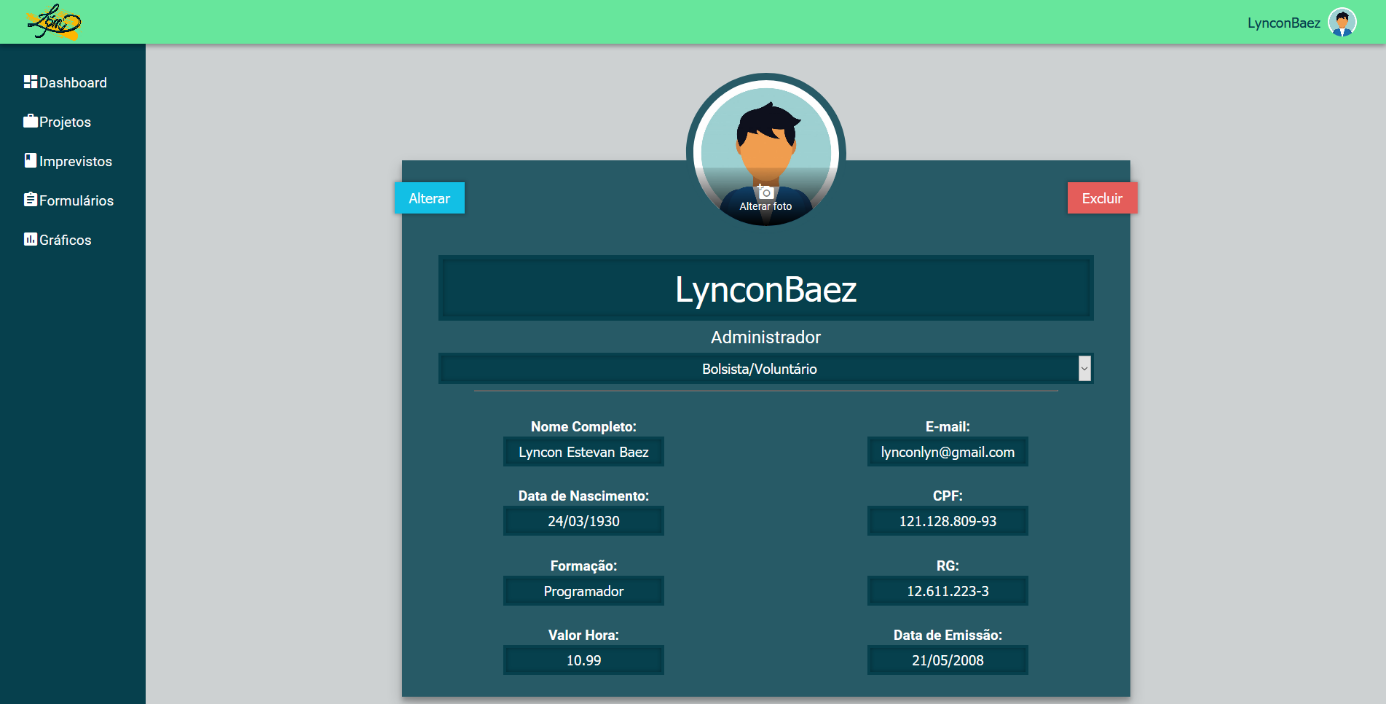 LynconBaez
Dashboard
Projetos
Imprevistos
Formulários
Gráficos
Alterar
Alterar foto
Excluir
LynconBaez
Administrador
Bolsista/Voluntário
Nome Completo:
Lyncon Estevan Baez
E-mail:
lynconlyn@gmail.com
Data de Nascimento:
24/03/1930
CPF:
121.128.809-93
Formação:
Programador
RG:
12.611.223-3
Valor Hora:
10.99
Data de Emissão:
21/05/2008